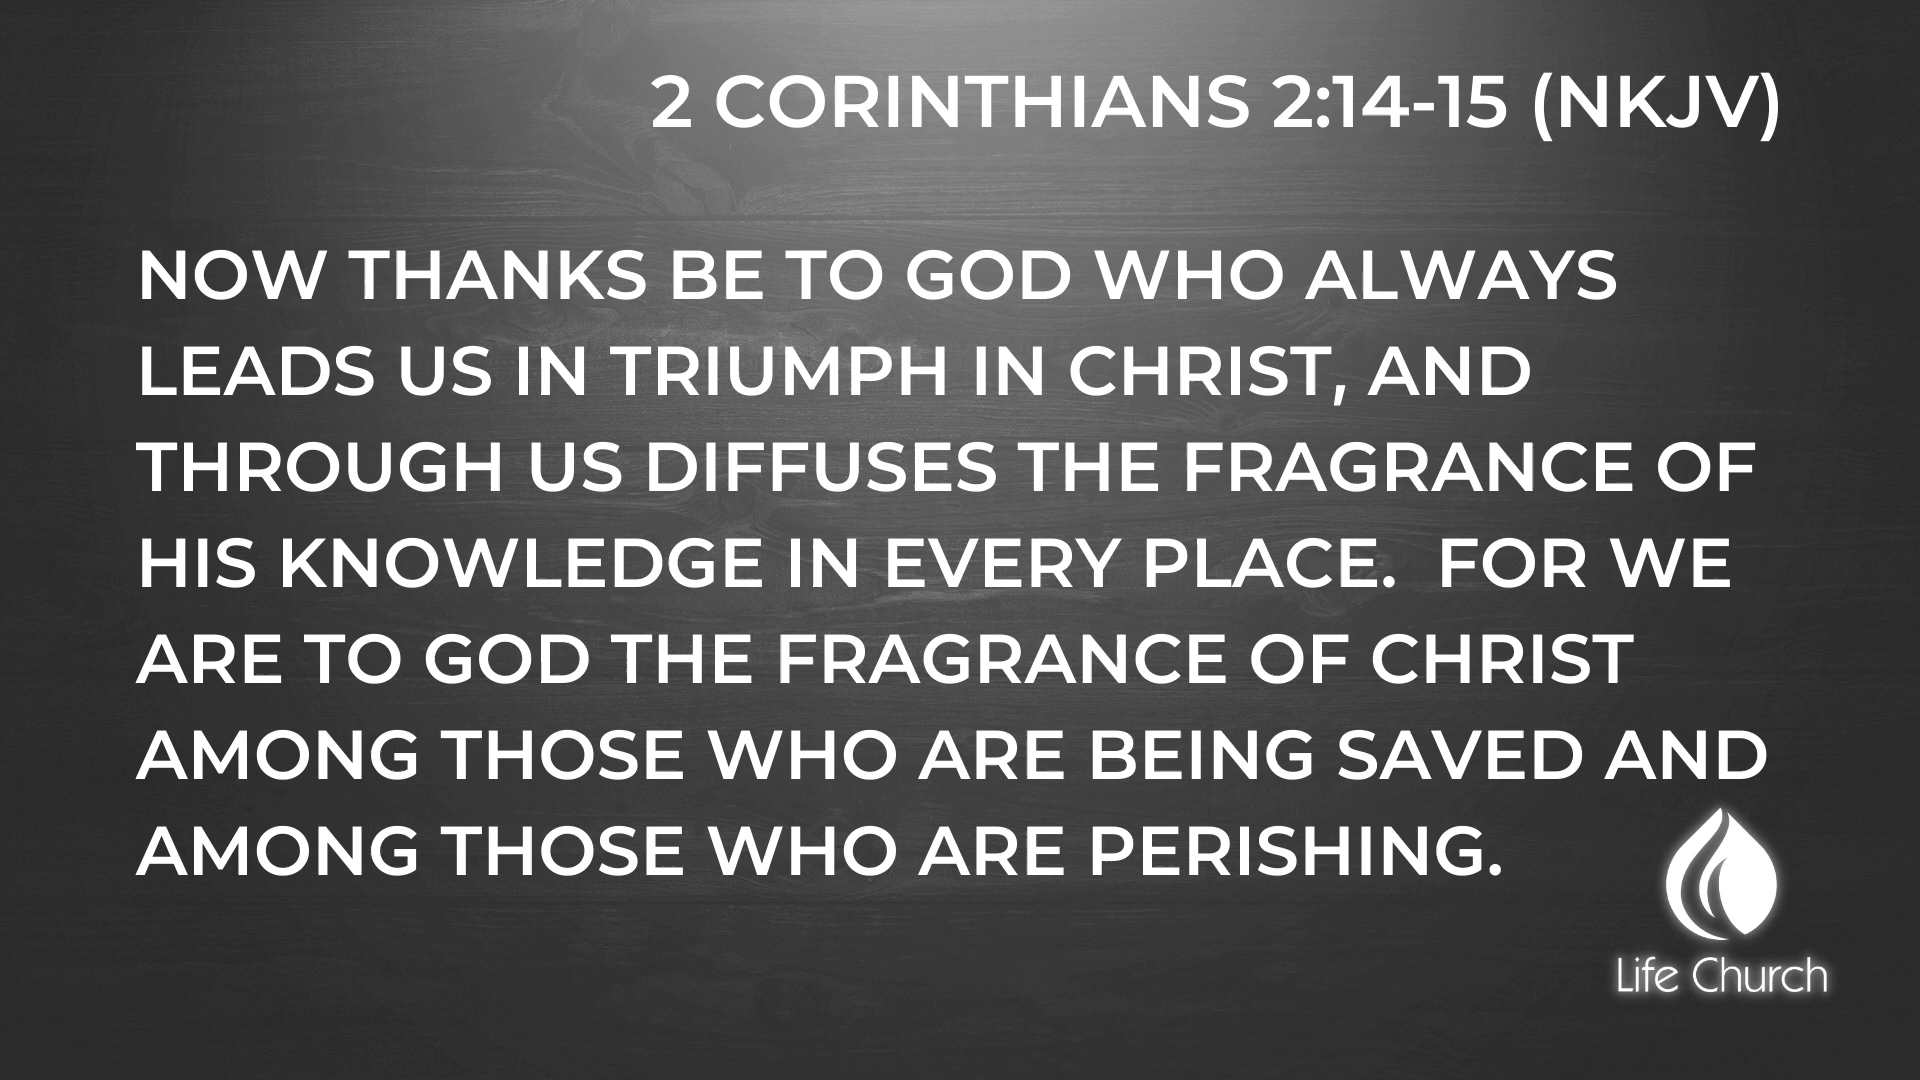 2 CORINTHIANS 2:14-15 (NKJV)
NOW THANKS BE TO GOD WHO ALWAYS
LEADS US IN TRIUMPH IN CHRIST, AND
THROUGH US DIFFUSES THE FRAGRANCE OF
HIS KNOWLEDGE IN EVERY PLACE.  FOR WE
ARE TO GOD THE FRAGRANCE OF CHRIST
AMONG THOSE WHO ARE BEING SAVED AND
AMONG THOSE WHO ARE PERISHING.
Life Church